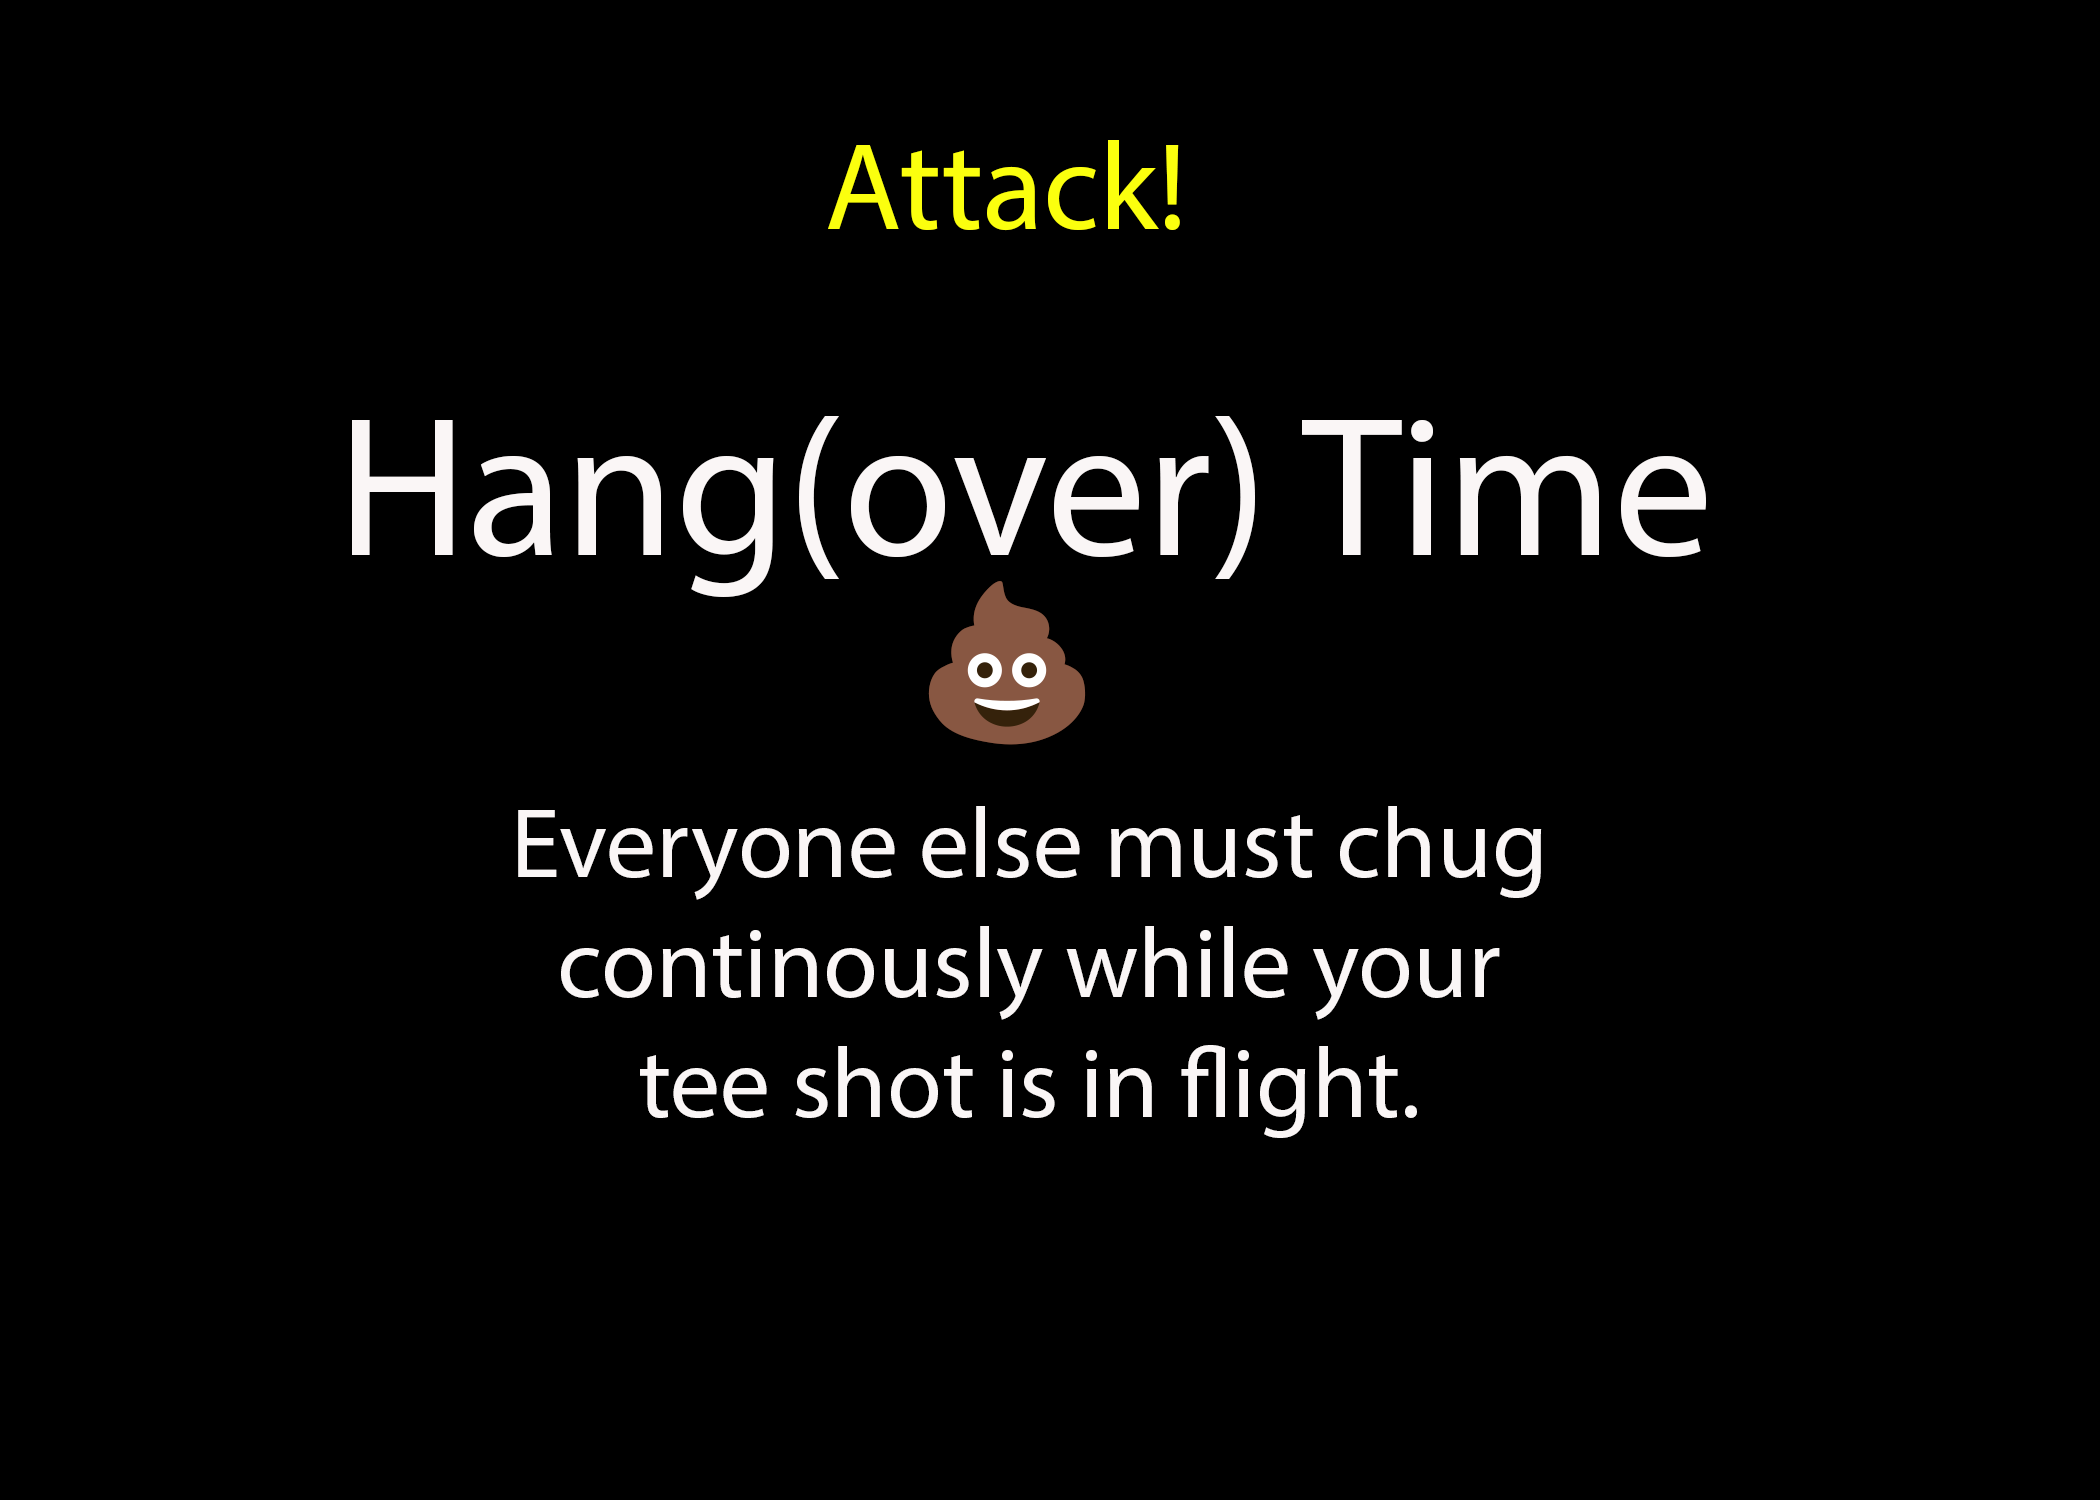 Attack!
Hang(over) Time
Everyone else must chug
continously while your
tee shot is in flight.